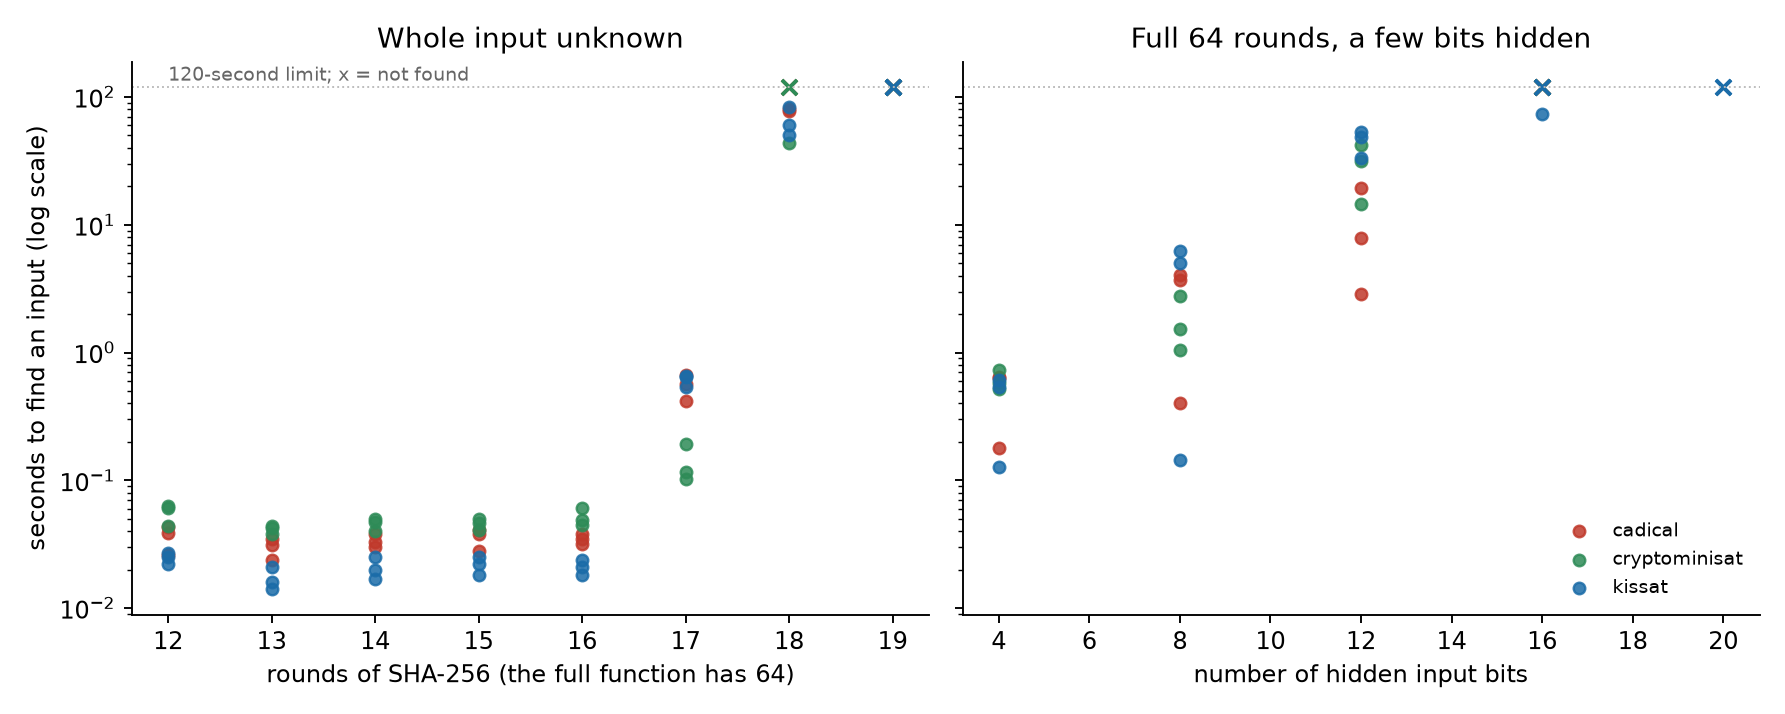 Whole input unknown
Full 64 rounds, a few bits hidden
120-second limit; x = not found
seconds to find an input (log scale)
10²
10¹
10⁰
10⁻¹
10⁻²
12 13 14 15 16 17 18 19
rounds of SHA-256 (the full function has 64)
4 6 8 10 12 14 16 18 20
number of hidden input bits
cadical
cryptominisat
kissat